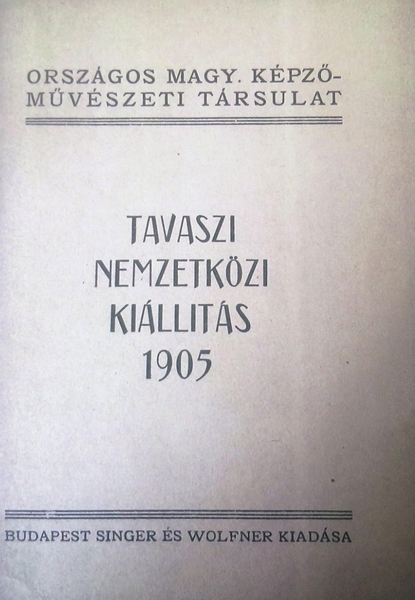 ORSZÁGOS MAGY. KÉPZŐ-
MŰVÉSZETI TÁRSULAT
TAVASZI
NEMZETKÖZI
KIÁLLITÁS
1905
BUDAPEST SINGER ÉS WOLFNER KIADÁSA